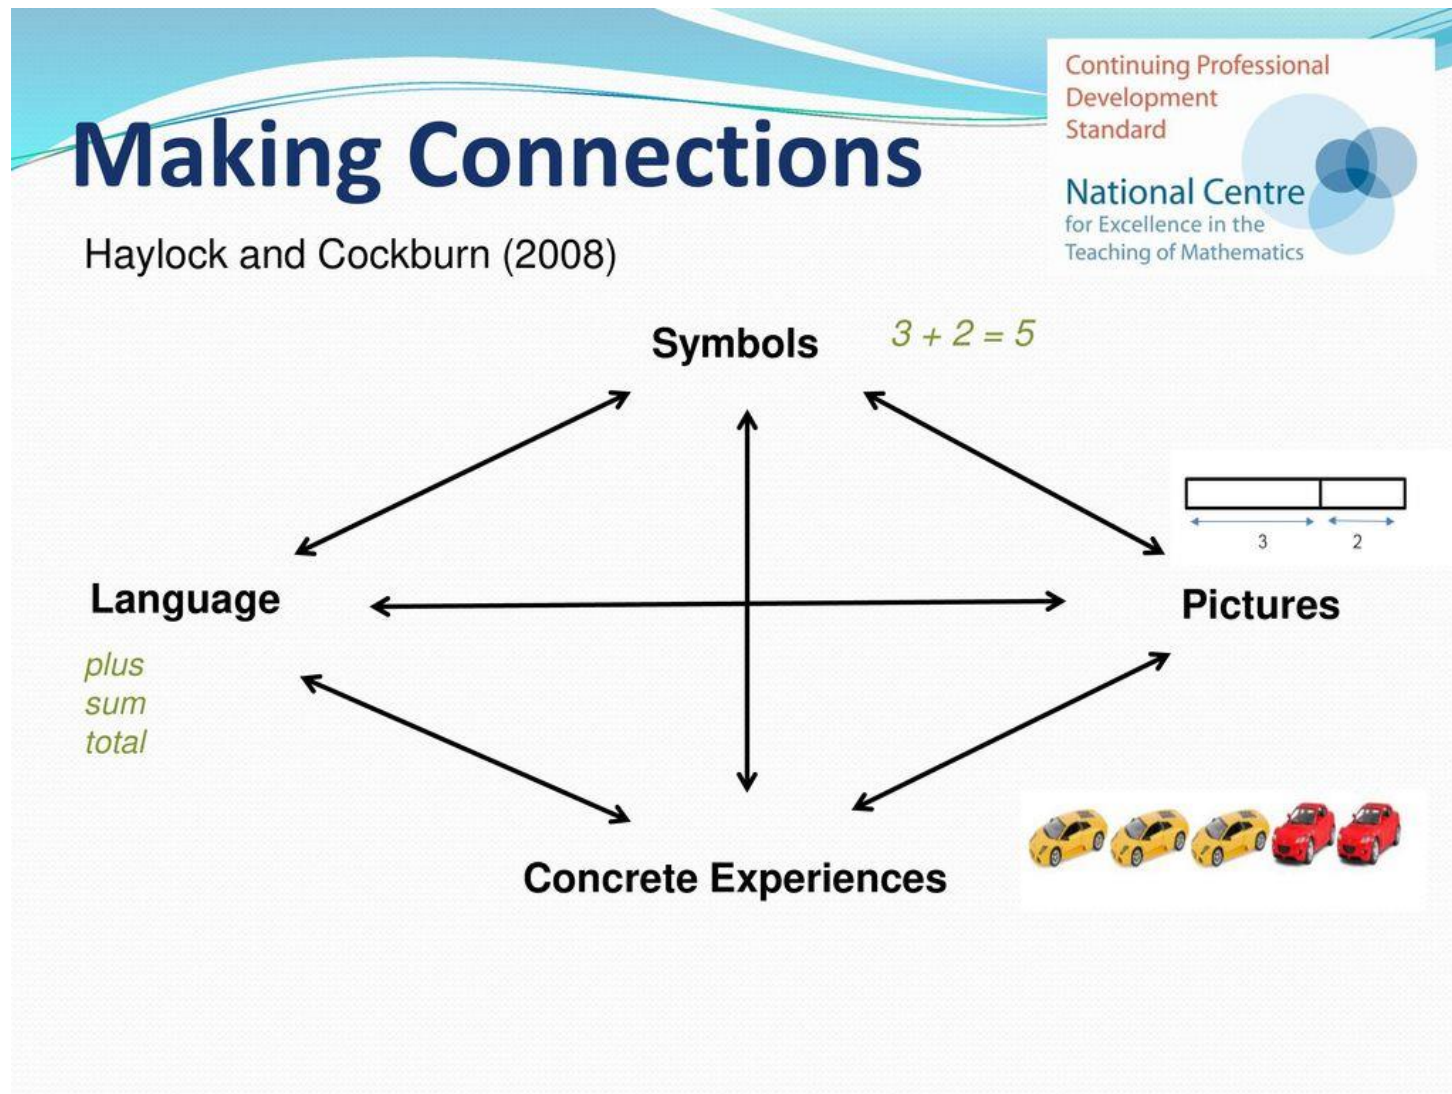 Making Connections
Continuing Professional
Development
Standard
National Centre
for Excellence in the
Teaching of Mathematics
Haylock and Cockburn (2008)
Symbols
3 + 2 = 5
3 2
Language
Pictures
plus
sum
total
Concrete Experiences